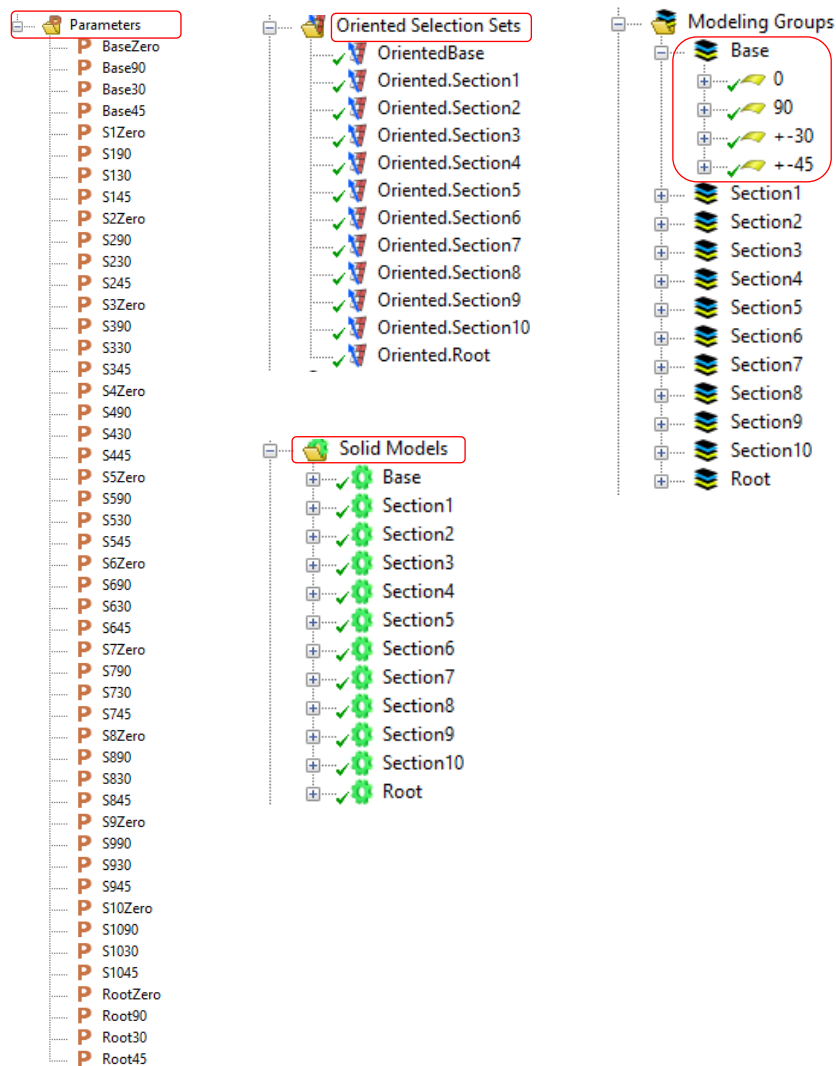 Parameters
BaseZero
Base90
Base30
Base45
S1Zero
S190
S130
S145
S2Zero
S290
S230
S245
S3Zero
S390
S330
S345
S4Zero
S490
S430
S445
S5Zero
S590
S530
S545
S6Zero
S690
S630
S645
S7Zero
S790
S730
S745
S8Zero
S890
S830
S845
S9Zero
S990
S930
S945
S10Zero
S1090
S1030
S1045
RootZero
Root90
Root30
Root45
Oriented Selection Sets
OrientedBase
Oriented.Section1
Oriented.Section2
Oriented.Section3
Oriented.Section4
Oriented.Section5
Oriented.Section6
Oriented.Section7
Oriented.Section8
Oriented.Section9
Oriented.Section10
Oriented.Root
Solid Models
Base
Section1
Section2
Section3
Section4
Section5
Section6
Section7
Section8
Section9
Section10
Root
Modeling Groups
Base
0
90
+-30
+-45
Section1
Section2
Section3
Section4
Section5
Section6
Section7
Section8
Section9
Section10
Root